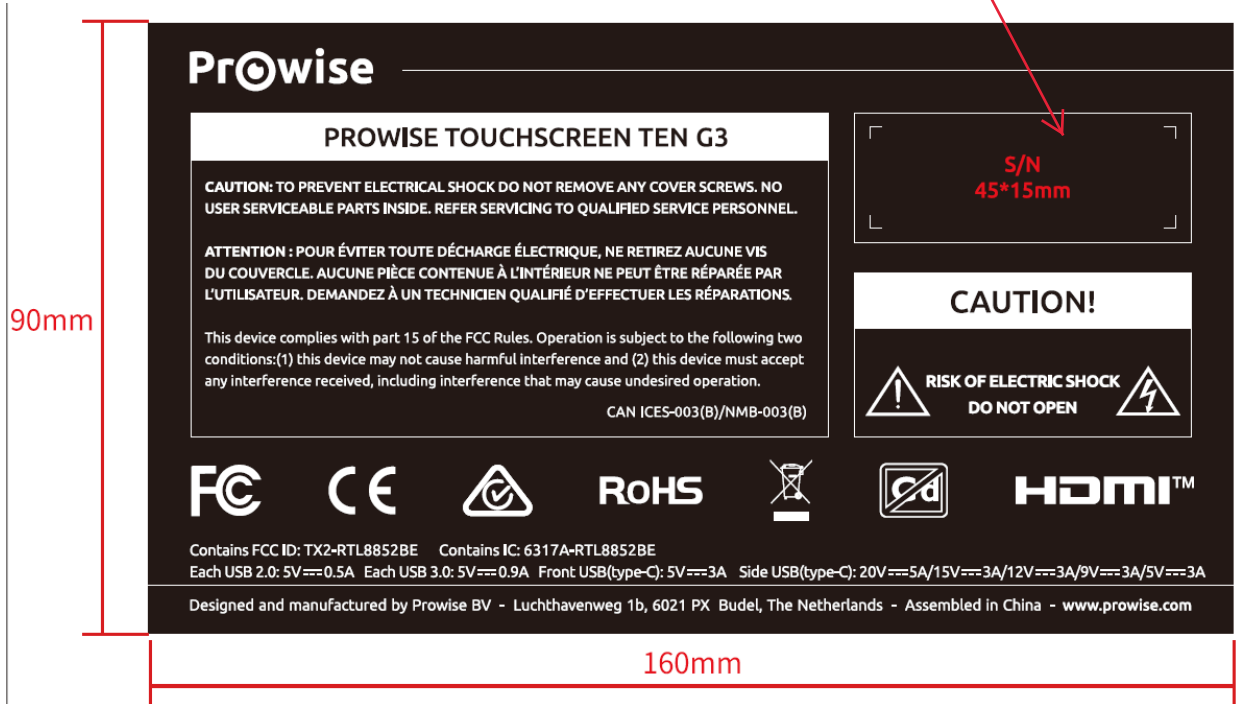 Prowise
PROWISE TOUCHSCREEN TEN G3
CAUTION: TO PREVENT ELECTRICAL SHOCK DO NOT REMOVE ANY COVER SCREWS. NO
USER SERVICEABLE PARTS INSIDE. REFER SERVICING TO QUALIFIED SERVICE PERSONNEL.
ATTENTION : POUR ÉVITER TOUTE DÉCHARGE ÉLECTRIQUE, NE RETIREZ AUCUNE VIS
DU COUVERCLE. AUCUNE PIÈCE CONTENUE À L'INTÉRIEUR NE PEUT ÊTRE RÉPARÉE PAR
L'UTILISATEUR. DEMANDEZ À UN TECHNICIEN QUALIFIÉ D'EFFECTUER LES RÉPARATIONS.
This device complies with part 15 of the FCC Rules. Operation is subject to the following two
conditions:(1) this device may not cause harmful interference and (2) this device must accept
any interference received, including interference that may cause undesired operation.
CAN ICES-003(B)/NMB-003(B)
S/N
45*15mm
CAUTION!
RISK OF ELECTRIC SHOCK
DO NOT OPEN
90mm
FC CE RoHS Cd HDMI™
Contains FCC ID: TX2-RTL8852BE Contains IC: 6317A-RTL8852BE
Each USB 2.0: 5V⎓0.5A Each USB 3.0: 5V⎓0.9A Front USB(type-C): 5V⎓3A Side USB(type-C): 20V⎓5A/15V⎓3A/12V⎓3A/9V⎓3A/5V⎓3A
Designed and manufactured by Prowise BV - Luchthavenweg 1b, 6021 PX Budel, The Netherlands - Assembled in China - www.prowise.com
160mm